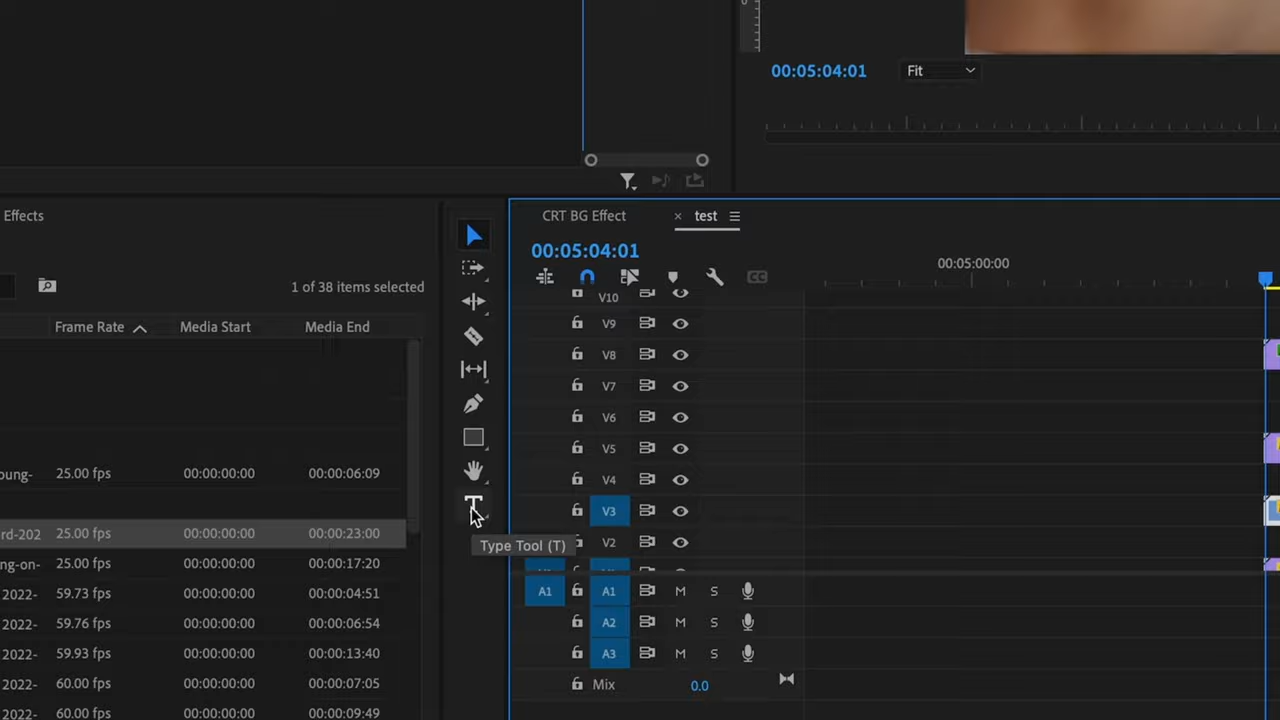 00:05:04:01 Fit
Effects
CRT BG Effect × test
00:05:04:01
00:05:00:00
1 of 38 items selected
Frame Rate Media Start Media End
V10
V9
V8
V7
V6
V5
V4
V3
V2
oung- 25.00 fps 00:00:00:00 00:00:06:09
rd-202 25.00 fps 00:00:00:00 00:00:23:00
Type Tool (T)
ng-on- 25.00 fps 00:00:00:00 00:00:17:20
2022- 59.73 fps 00:00:00:00 00:00:04:51
2022- 59.76 fps 00:00:00:00 00:00:06:54
2022- 59.93 fps 00:00:00:00 00:00:13:40
2022- 60.00 fps 00:00:00:00 00:00:07:05
2022- 60.00 fps 00:00:00:00 00:00:09:49
A1 A1 M S
A2 M S
A3 M S
Mix 0.0